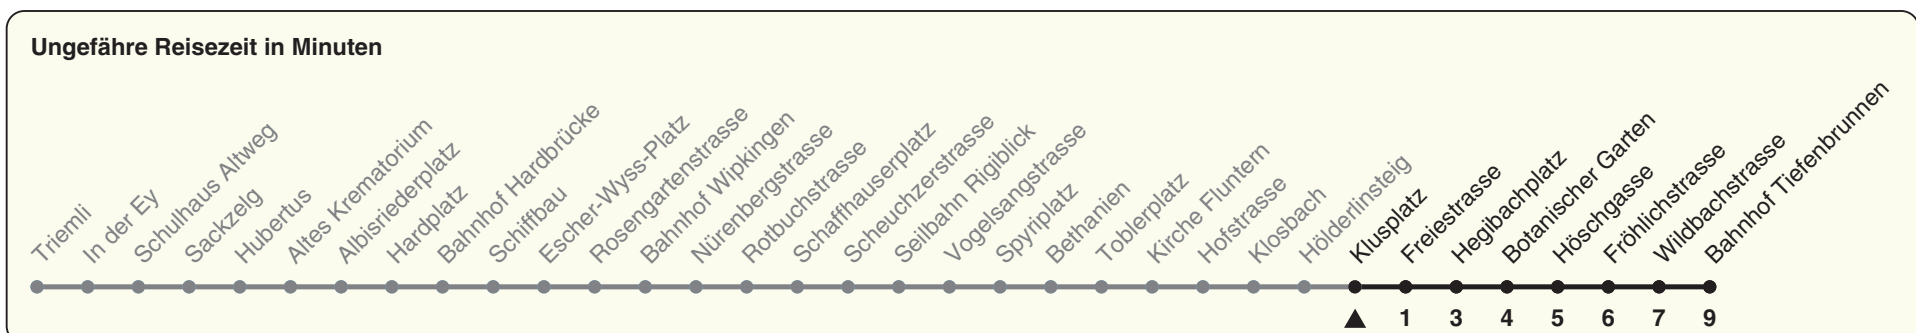 Ungefähre Reisezeit in Minuten
Triemli
In der Ey
Schulhaus Altweg
Sackzelg
Hubertus
Altes Krematorium
Albisriederplatz
Hardplatz
Bahnhof Hardbrücke
Schiffbau
Escher-Wyss-Platz
Rosengartenstrasse
Bahnhof Wipkingen
Nürenbergstrasse
Rotbuchstrasse
Schaffhauserplatz
Scheuchzerstrasse
Seilbahn Rigiblick
Vogelsangstrasse
Spyriplatz
Bethanien
Toblerplatz
Kirche Fluntern
Hofstrasse
Klosbach
Hölderlinsteig
Klusplatz
Freiestrasse
Hegibachplatz
Botanischer Garten
Höschgasse
Fröhlichstrasse
Wildbachstrasse
Bahnhof Tiefenbrunnen
1 3 4 5 6 7 9